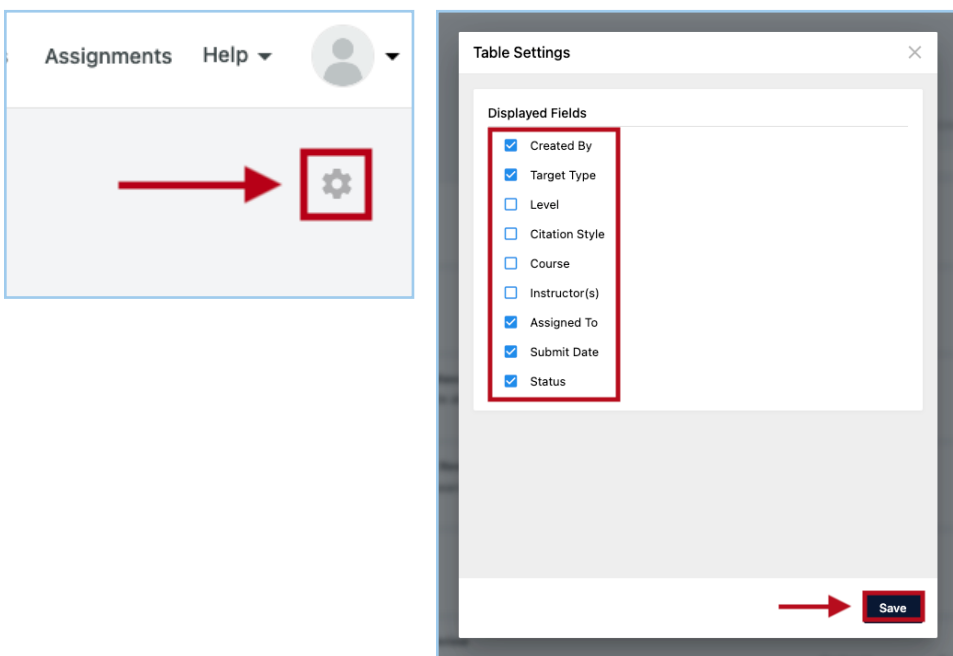 Assignments Help
Table Settings
Displayed Fields
Created By
Target Type
Level
Citation Style
Course
Instructor(s)
Assigned To
Submit Date
Status
Save